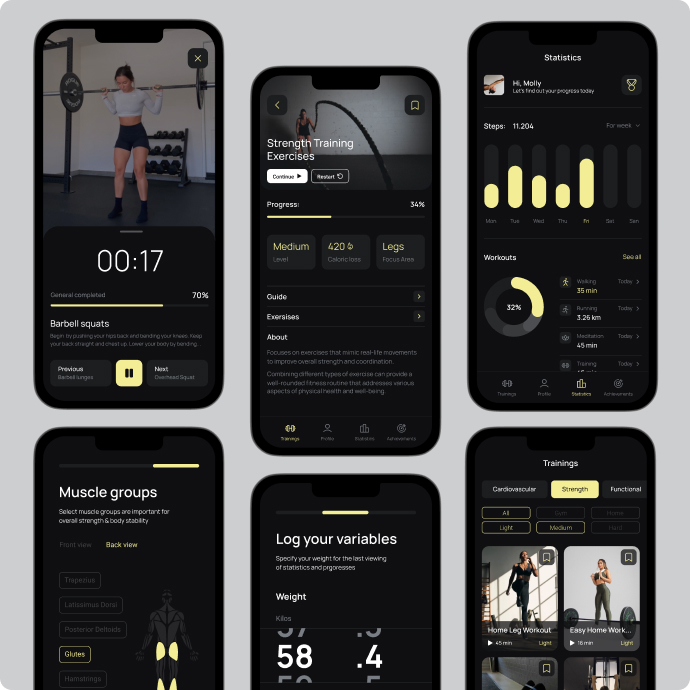 00:17
General completed
70%
Barbell squats
Begin by pushing your hips back and bending your knees. Keep
your back straight and chest up. Lower your body by trending...
Previous
Barbell lunges
Next
Overhead Squat
Strength Training
Exercises
Continue
Restart
Progress:
34%
Medium
Level
420
Caloric loss
Legs
Focus Area
Guide
Exersises
About
Focuses on exercises that mimic real-life movements
to improve overall strength and coordination.
Combining different types of exercise can provide a
well-rounded fitness routine that addresses various
aspects of physical health and well-being.
Trainings
Profile
Statistics
Achievements
Statistics
Hi, Molly
Let's find out your progress today
Steps: 11.204
For week
Mon
Tue
Wed
Thu
Fri
Sat
San
Workouts
See all
32%
Walking
35 min
Today
Running
3.26 km
Today
Meditation
45 min
Today
Training
Today
Trainings
Profile
Statistics
Achievements
Muscle groups
Select muscle groups are important for
overall strength & body stability
Front view
Back view
Trapezius
Latissimus Dorsi
Posterior Deltoids
Glutes
Hamstrings
Log your variables
Specify your weight for the last viewing
of statistics and prgoresses
Weight
Kilos
57
.3
58
.4
Trainings
Cardiovascular
Strength
Functional
All
Gym
Home
Light
Medium
Hard
Home Leg Workout
45 min
Light
Easy Home Work...
16 min
Light